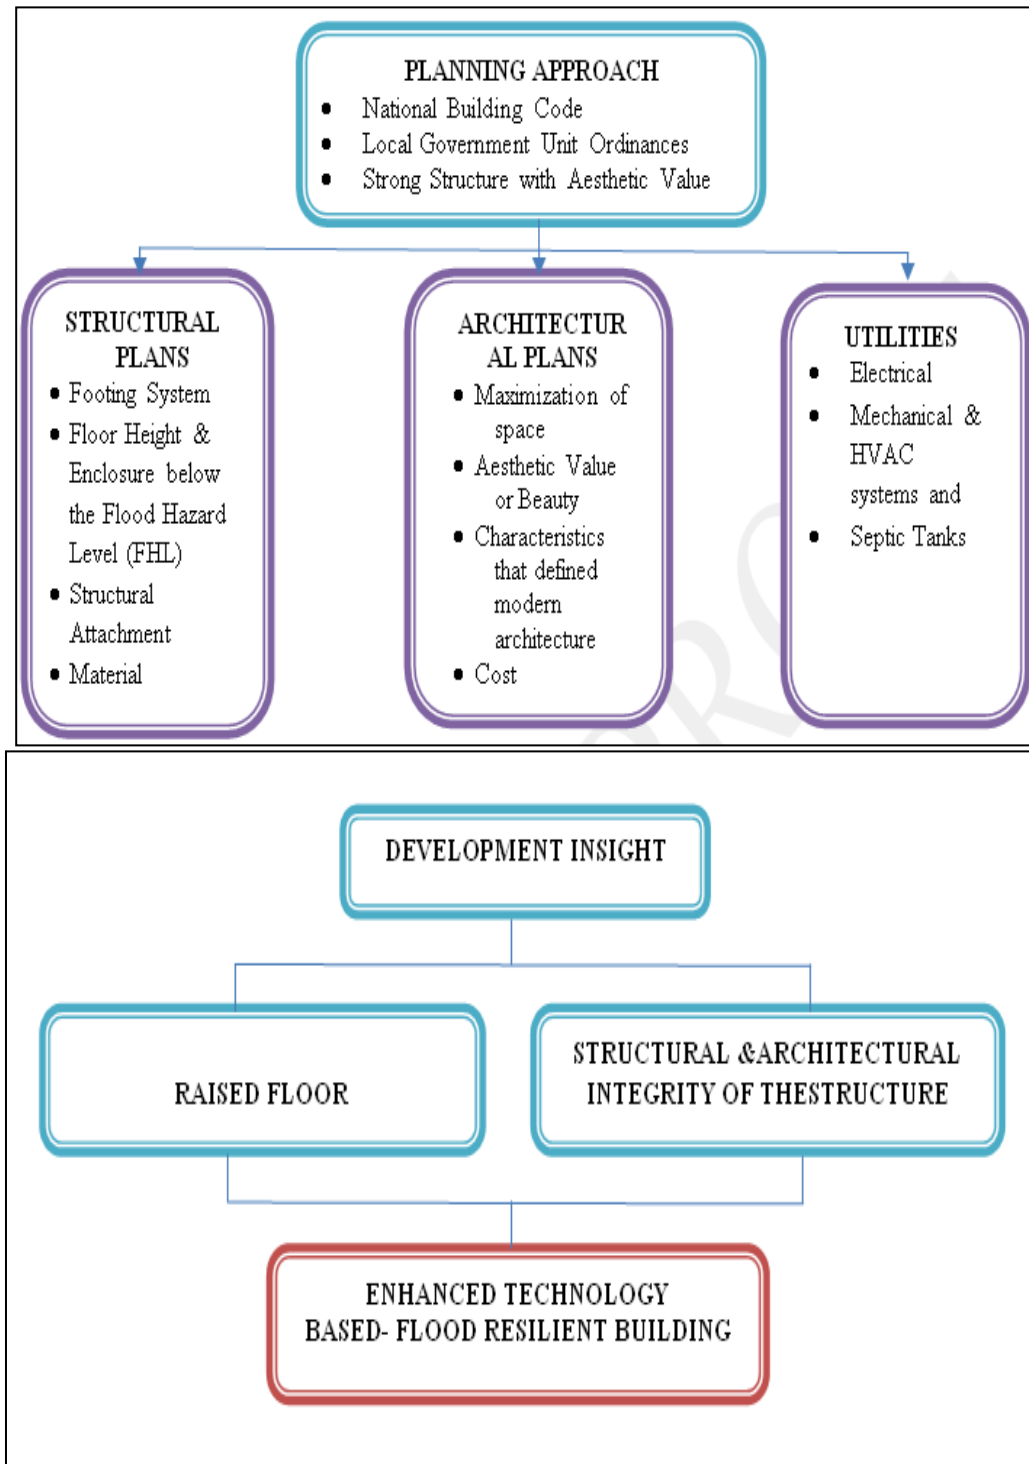 PLANNING APPROACH
● National Building Code
● Local Government Unit Ordinances
● Strong Structure with Aesthetic Value
STRUCTURAL
PLANS
● Footing System
● Floor Height &
Enclosure below
the Flood Hazard
Level (FHL)
● Structural
Attachment
● Material
ARCHITECTUR
AL PLANS
● Maximization of
space
● Aesthetic Value
or Beauty
● Characteristics
that defined
modern
architecture
● Cost
UTILITIES
● Electrical
● Mechanical &
HVAC
systems and
● Septic Tanks
DEVELOPMENT INSIGHT
RAISED FLOOR
STRUCTURAL &ARCHITECTURAL
INTEGRITY OF THESTRUCTURE
ENHANCED TECHNOLOGY
BASED- FLOOD RESILIENT BUILDING